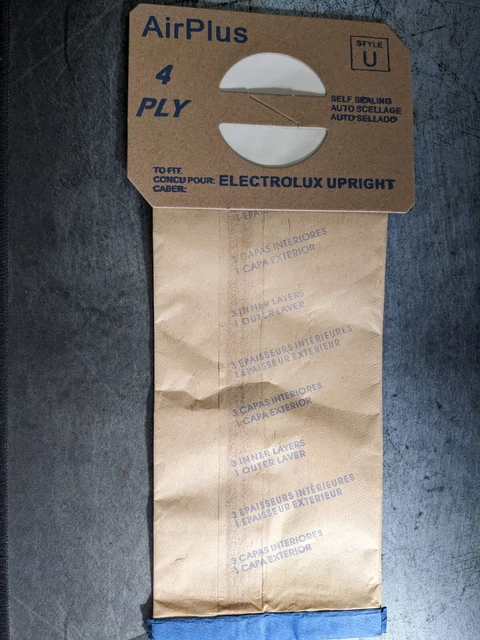 AirPlus
STYLE
U
4
PLY
SELF SEALING
AUTO SCELLAGE
AUTO SELLADO
TO FIT:
CONCU POUR: ELECTROLUX UPRIGHT
CABER:
3 CAPAS INTERIORES
1 CAPA EXTERIOR
3 INNER LAYERS
1 OUTER LAYER
3 EPAISSEURS INTÉRIEURES
1 EPAISSEUR EXTERIEUR
3 CAPAS INTERIORES
1 CAPA EXTERIOR
3 INNER LAYERS
1 OUTER LAYER
3 EPAISSEURS INTÉRIEURES
1 EPAISSEUR EXTERIEUR
3 CAPAS INTERIORES
1 CAPA EXTERIOR